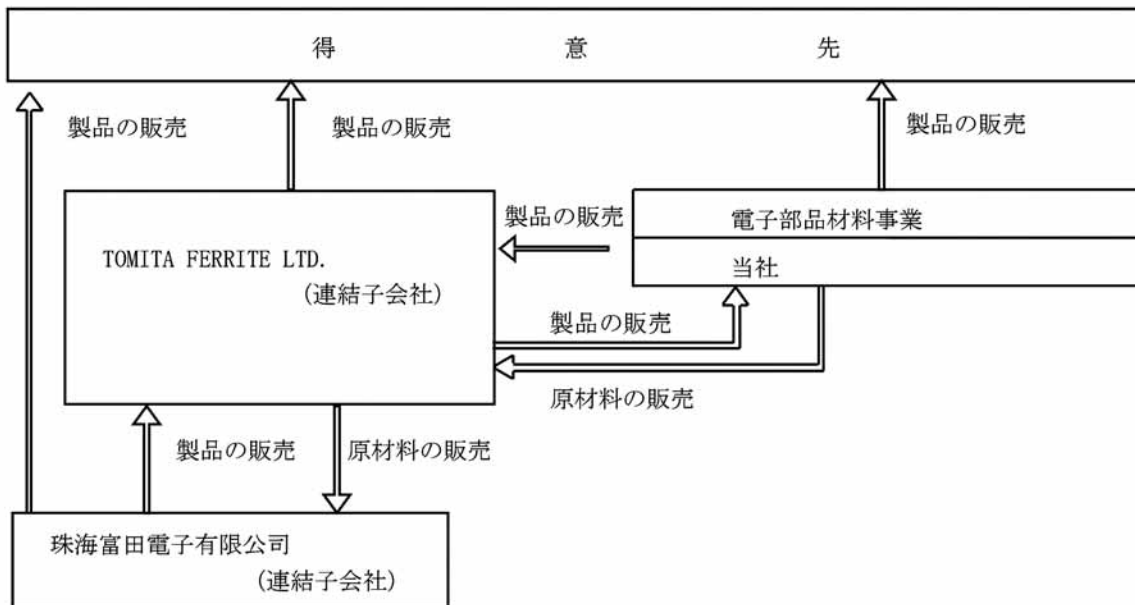 得意先
製品の販売
製品の販売
製品の販売
製品の販売
電子部品材料事業
当社
TOMITA FERRITE LTD.
(連結子会社)
製品の販売
原材料の販売
製品の販売
原材料の販売
珠海富田電子有限公司
(連結子会社)